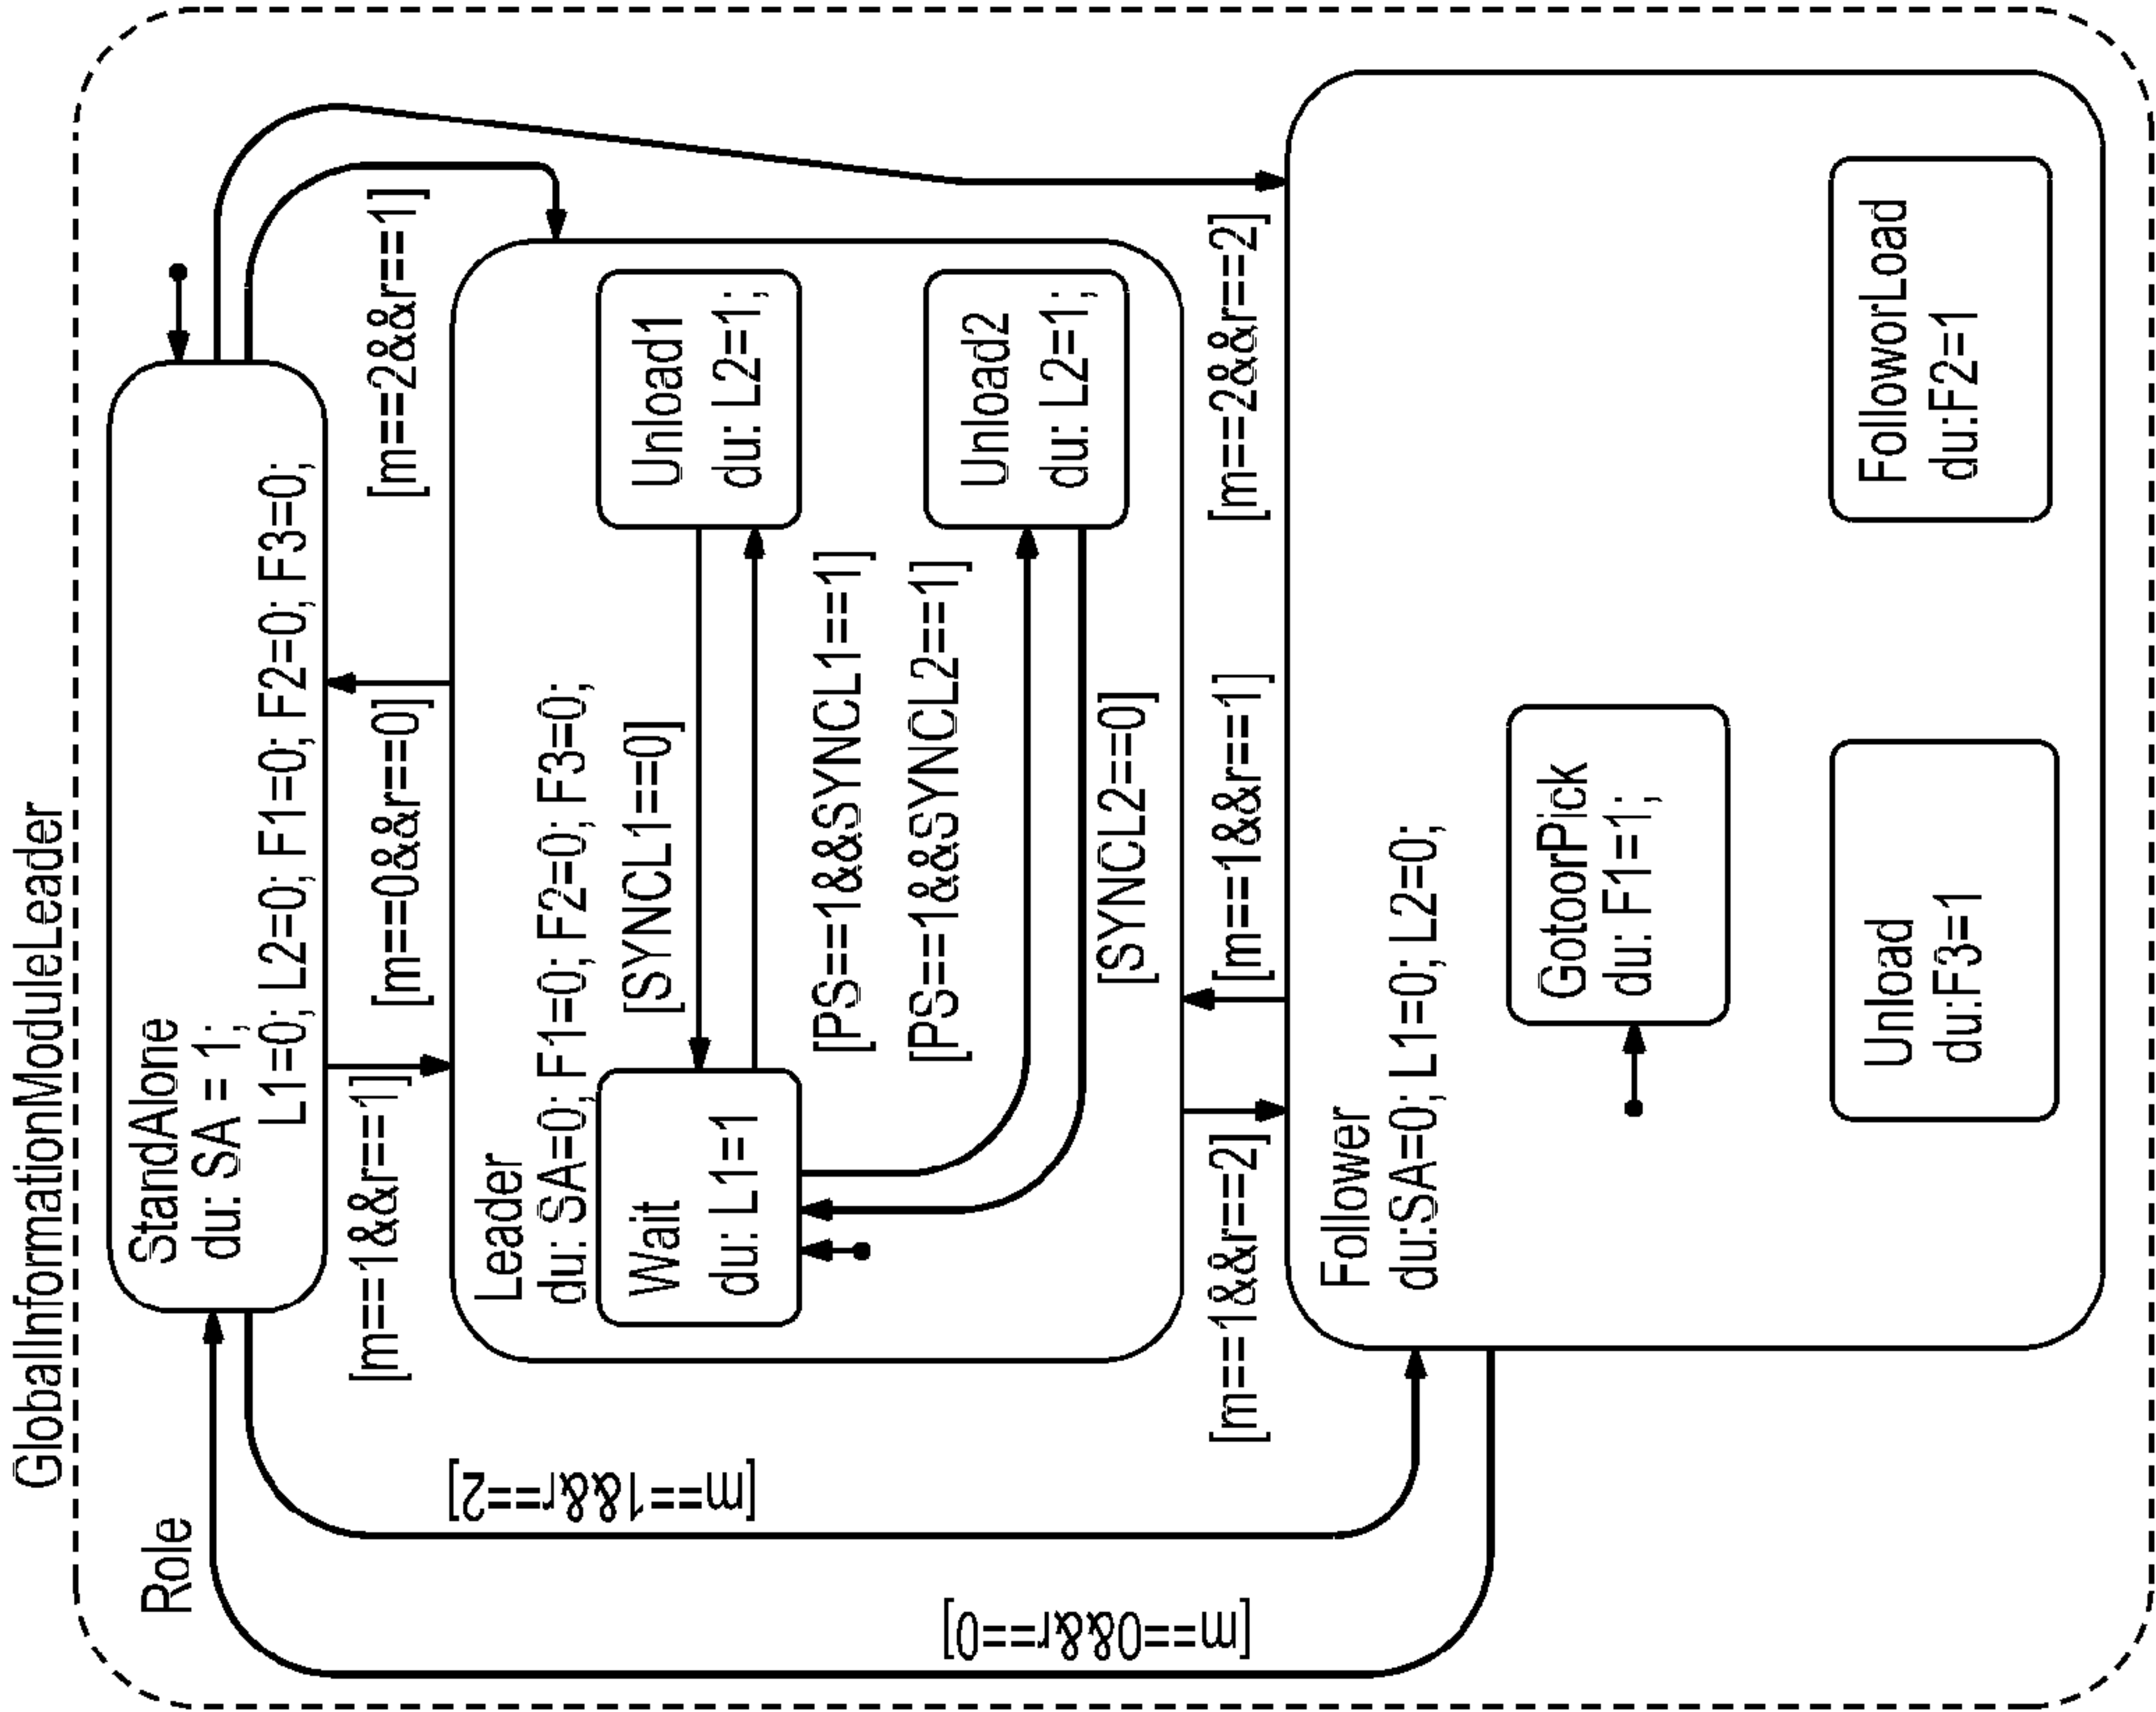 GlobalInformationModuleLeader
Role
StandAlone
du: SA = 1;
L1=0; L2=0; F1=0; F2=0; F3=0;
[m==1&&r==1]
[m==0&&r==0]
[m==2&&r==1]
Leader
du: SA=0; F1=0; F2=0; F3=0;
Wait
du: L1=1
[SYNCL1==0]
Unload1
du: L2=1;
[PS==1&&SYNCL1==1]
[PS==1&&SYNCL2==1]
Unload2
du: L2=1;
[SYNCL2==0]
[m==1&&r==2]
[m==0&&r==0]
[m==1&&r==2]
[m==1&&r==1]
[m==2&&r==2]
Follower
du:SA=0; L1=0; L2=0;
GotoorPick
du: F1=1;
Unload
du:F3=1
FolloworLoad
du:F2=1